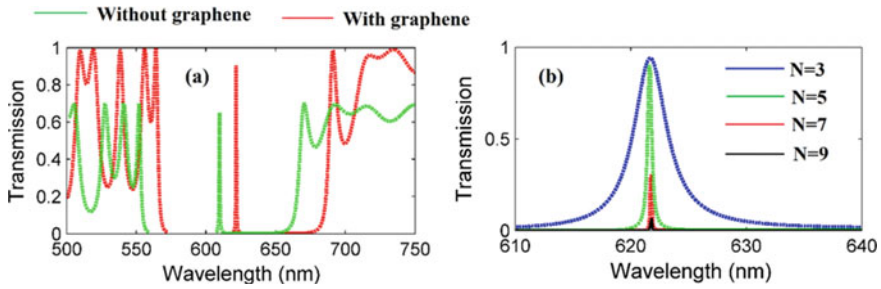 Without graphene
With graphene
(a)
Transmission
1
0.8
0.6
0.4
0.2
0
500
550
600
650
700
750
Wavelength (nm)
(b)
Transmission
1
0.5
0
610
620
630
640
Wavelength (nm)
N=3
N=5
N=7
N=9